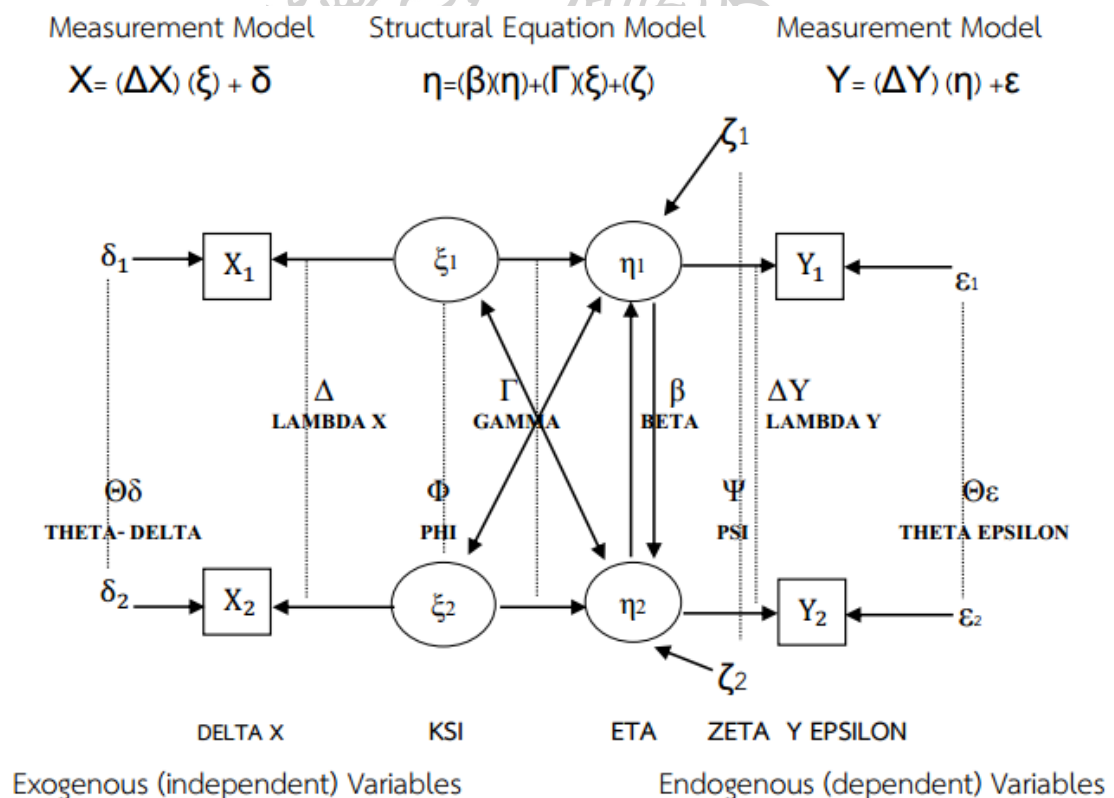 Measurement Model Structural Equation Model Measurement Model
X= (ΔX) (ξ) + δ η=(β)(η)+(Γ)(ξ)+(ζ) Y= (ΔY) (η) +ε
ζ1
δ1 X1 ξ1 η1 Y1 ε1
Δ Γ β ΔY
LAMBDA X GAMMA BETA LAMBDA Y
Θδ Φ Ψ Θε
THETA- DELTA PHI PSI THETA EPSILON
δ2 X2 ξ2 η2 Y2 ε2
ζ2
DELTA X KSI ETA ZETA Y EPSILON
Exogenous (independent) Variables Endogenous (dependent) Variables